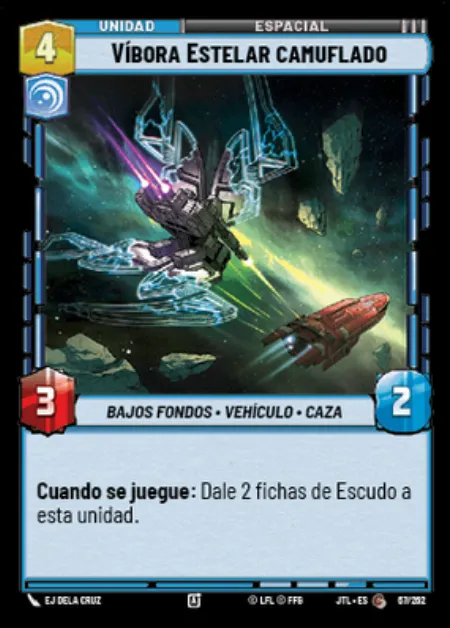 UNIDAD
ESPACIAL
4
VÍBORA ESTELAR CAMUFLADO
3
BAJOS FONDOS • VEHÍCULO • CAZA
2
Cuando se juegue: Dale 2 fichas de Escudo a
esta unidad.
EJ DELA CRUZ
A
© LFL © FFG
JTL • ES
67/262